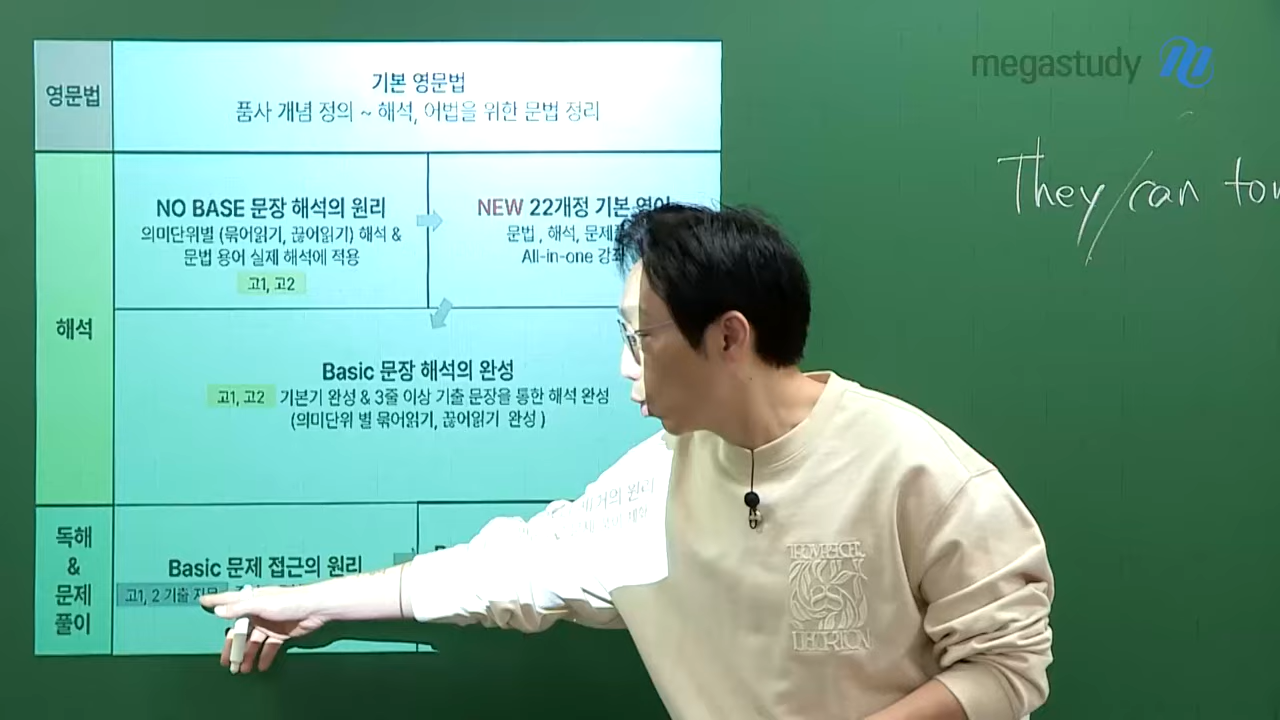 megastudy
영문법
기본 영문법
품사 개념 정의 ~ 해석, 어법을 위한 문법 정리
They/can
해석
NO BASE 문장 해석의 원리
의미단위별 (묶어읽기, 끊어읽기) 해석 &
문법 용어 실제 해석에 적용
고1, 고2
NEW 22개정 기본 영어
문법, 해석, 문제
All-in-one 강좌
Basic 문장 해석의 완성
고1, 고2 기본기 완성 & 3줄 이상 기출 문장을 통한 해석 완성
(의미단위 별 묶어읽기, 끊어읽기 완성 )
독해
&
문제
풀이
Basic 문제 접근의 원리
고1, 2 기출 지문